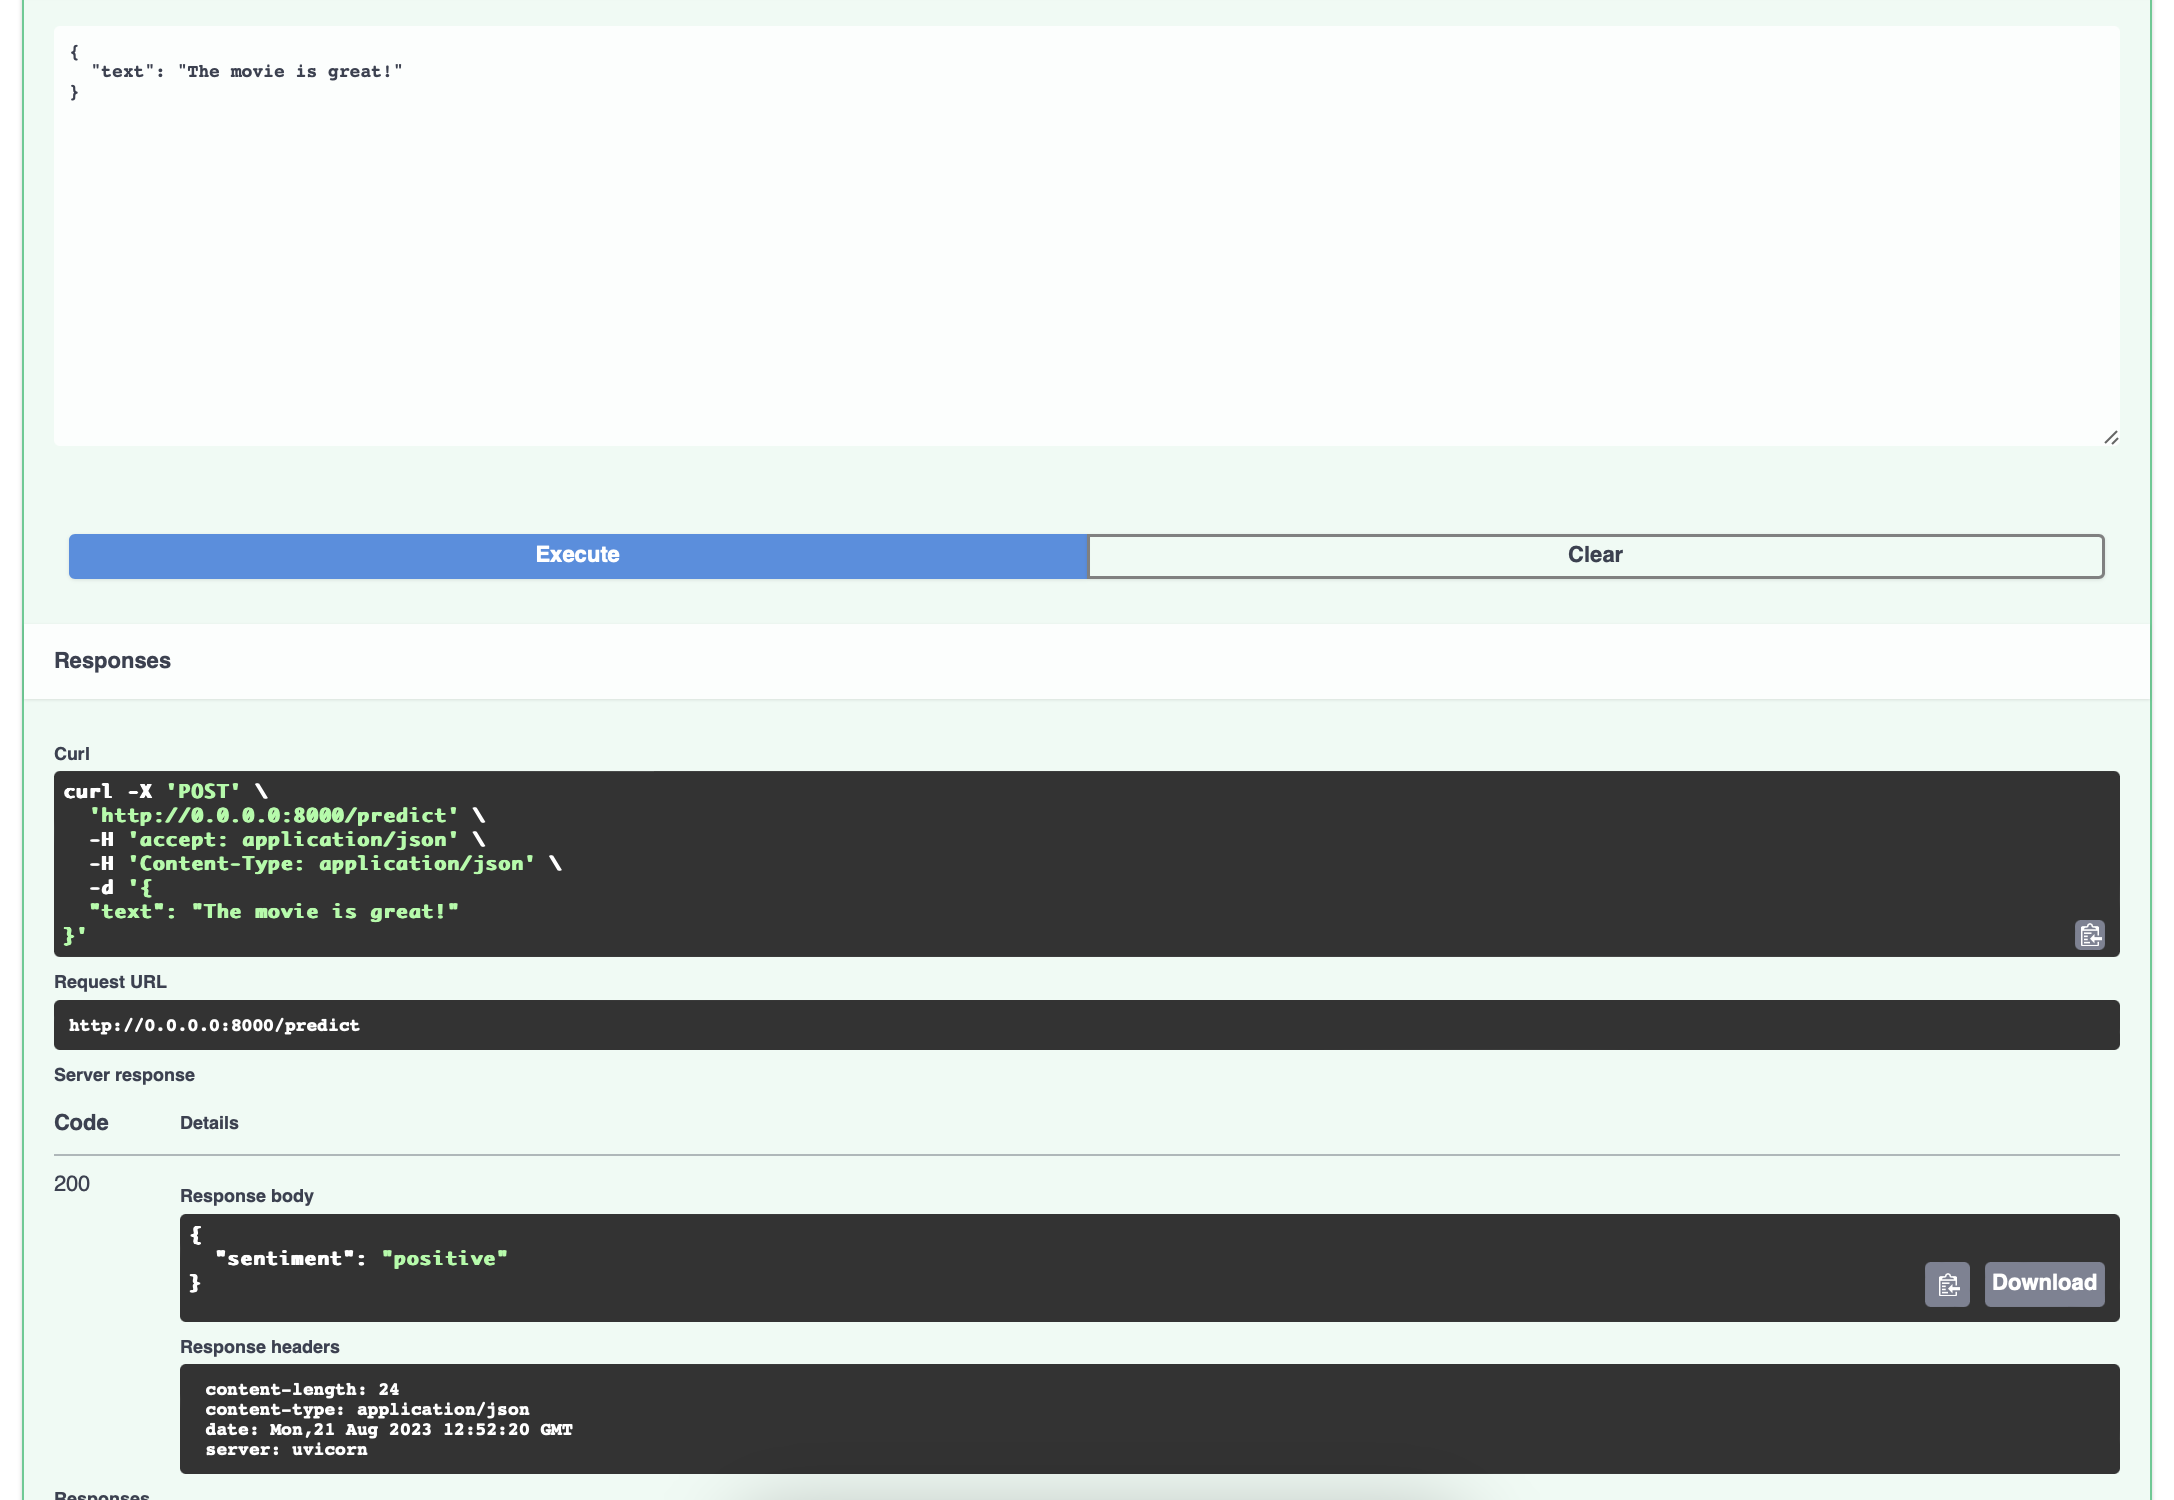 {
  "text": "The movie is great!"
}
Execute
Clear
Responses
Curl
curl -X 'POST' \
  'http://0.0.0.0:8000/predict' \
  -H 'accept: application/json' \
  -H 'Content-Type: application/json' \
  -d '{
  "text": "The movie is great!"
}'
Request URL
http://0.0.0.0:8000/predict
Server response
Code Details
200
Response body
{
  "sentiment": "positive"
}
Download
Response headers
content-length: 24
content-type: application/json
date: Mon,21 Aug 2023 12:52:20 GMT
server: uvicorn
Responses